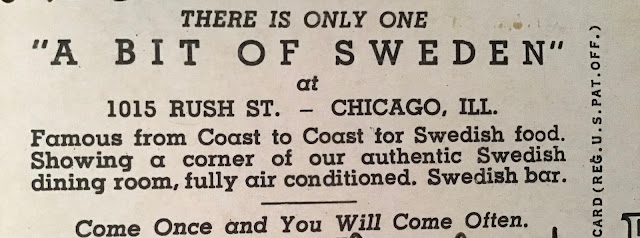 THERE IS ONLY ONE
"A BIT OF SWEDEN"
at
1015 RUSH ST. – CHICAGO, ILL.
Famous from Coast to Coast for Swedish food.
Showing a corner of our authentic Swedish
dining room, fully air conditioned. Swedish bar.
Come Once and You Will Come Often.
CARD (REG. U. S. PAT. OFF.)